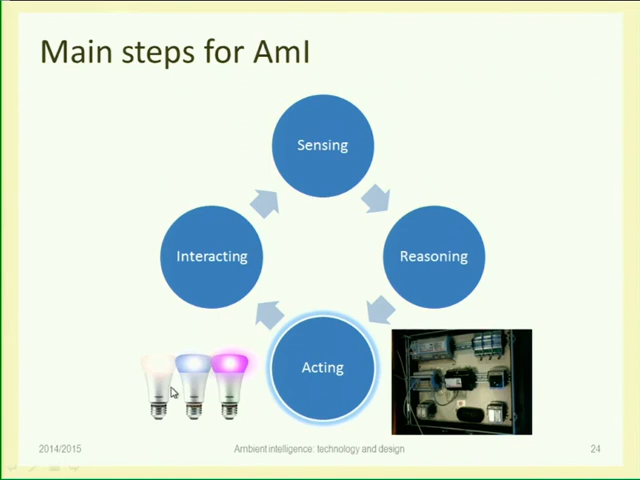 Main steps for AmI
Sensing
Interacting
Reasoning
Acting
2014/2015
Ambient intelligence: technology and design
24